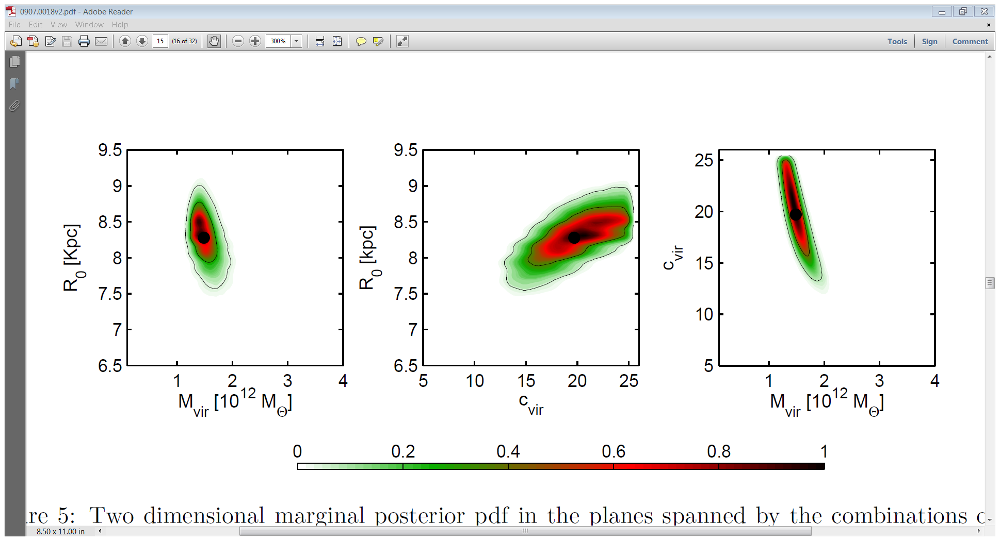 0907.0018v2.pdf - Adobe Reader
File Edit View Window Help
15 (16 of 32) 300% Tools Sign Comment
9.5
9
8.5
8
7.5
7
6.5
R0 [Kpc]
1 2 3 4
Mvir [10^12 MΘ]
9.5
9
8.5
8
7.5
7
6.5
R0 [kpc]
5 10 15 20 25
cvir
25
20
15
10
5
cvir
1 2 3 4
Mvir [10^12 MΘ]
0 0.2 0.4 0.6 0.8 1
re 5: Two dimensional marginal posterior pdf in the planes spanned by the combinations
8.50 x 11.00 in